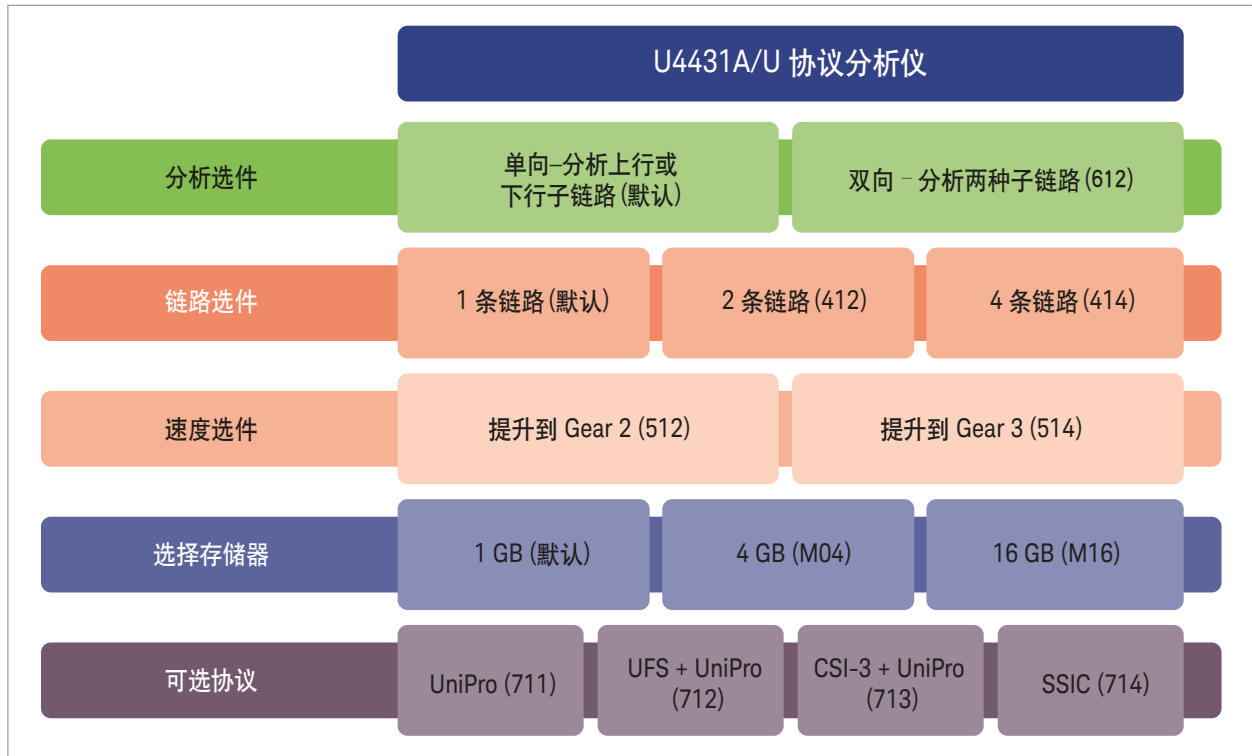 U4431A/U 协议分析仪
分析选件
单向–分析上行或
下行子链路(默认)
双向 – 分析两种子链路(612)
链路选件
1 条链路(默认)
2 条链路(412)
4 条链路(414)
速度选件
提升到 Gear 2 (512)
提升到 Gear 3 (514)
选择存储器
1 GB (默认)
4 GB (M04)
16 GB (M16)
可选协议
UniPro (711)
UFS + UniPro
(712)
CSI-3 + UniPro
(713)
SSIC (714)